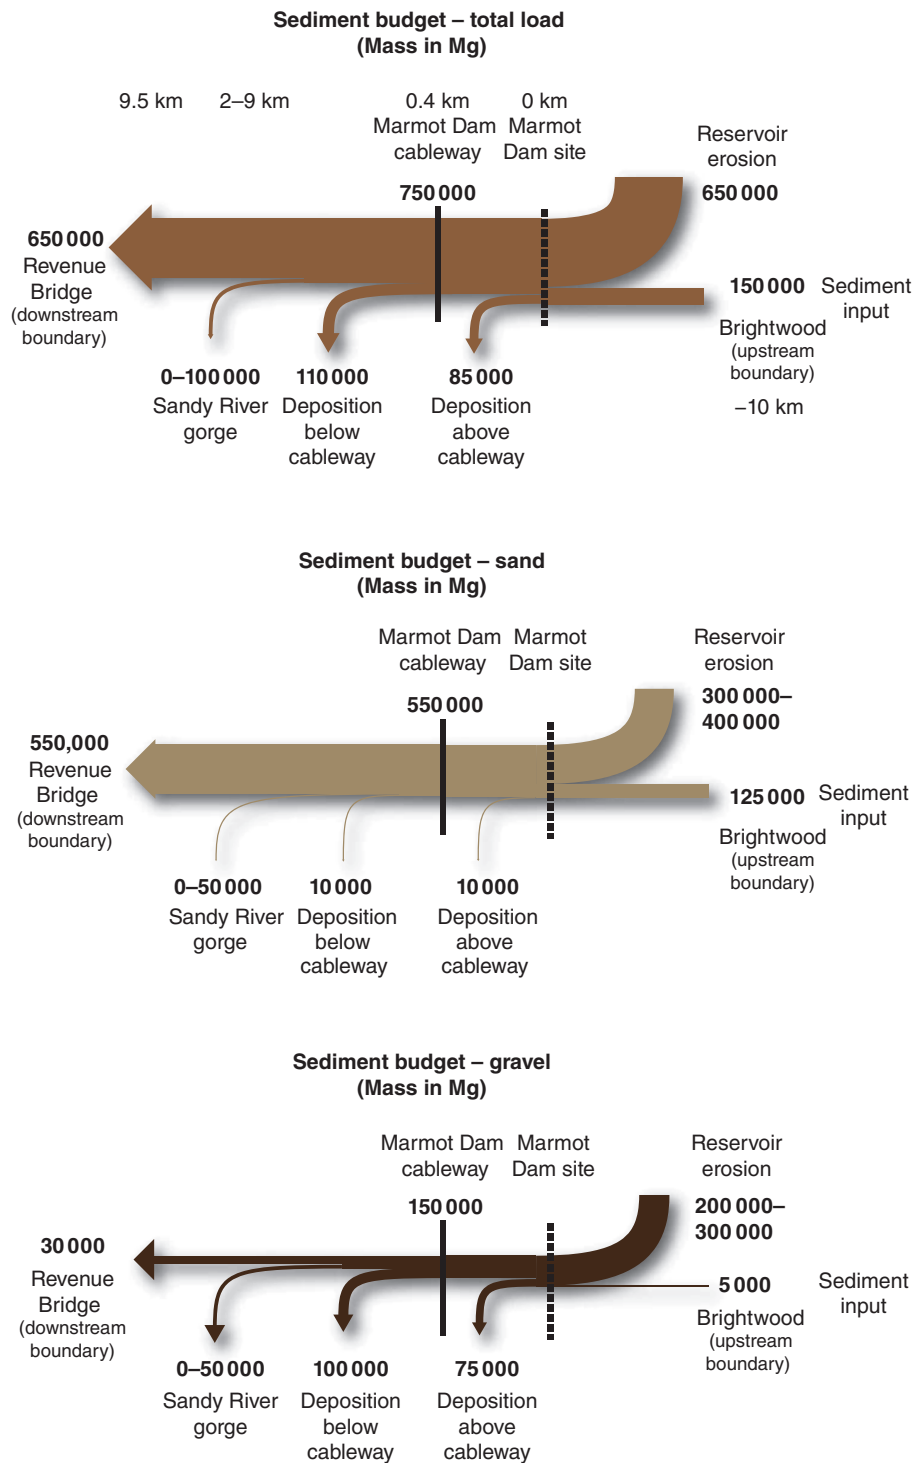 Sediment budget – total load
(Mass in Mg)
9.5 km
2–9 km
0.4 km
Marmot Dam
cableway
0 km
Marmot
Dam site
Reservoir
erosion
650 000
750 000
650 000
Revenue
Bridge
(downstream
boundary)
150 000
Brightwood
(upstream
boundary)
–10 km
Sediment
input
0–100 000
Sandy River
gorge
110 000
Deposition
below
cableway
85 000
Deposition
above
cableway
Sediment budget – sand
(Mass in Mg)
Marmot Dam
cableway
Marmot
Dam site
Reservoir
erosion
300 000–
400 000
550 000
550,000
Revenue
Bridge
(downstream
boundary)
125 000
Brightwood
(upstream
boundary)
Sediment
input
0–50 000
Sandy River
gorge
10 000
Deposition
below
cableway
10 000
Deposition
above
cableway
Sediment budget – gravel
(Mass in Mg)
Marmot Dam
cableway
Marmot
Dam site
Reservoir
erosion
200 000–
300 000
150 000
30 000
Revenue
Bridge
(downstream
boundary)
5 000
Brightwood
(upstream
boundary)
Sediment
input
0–50 000
Sandy River
gorge
100 000
Deposition
below
cableway
75 000
Deposition
above
cableway